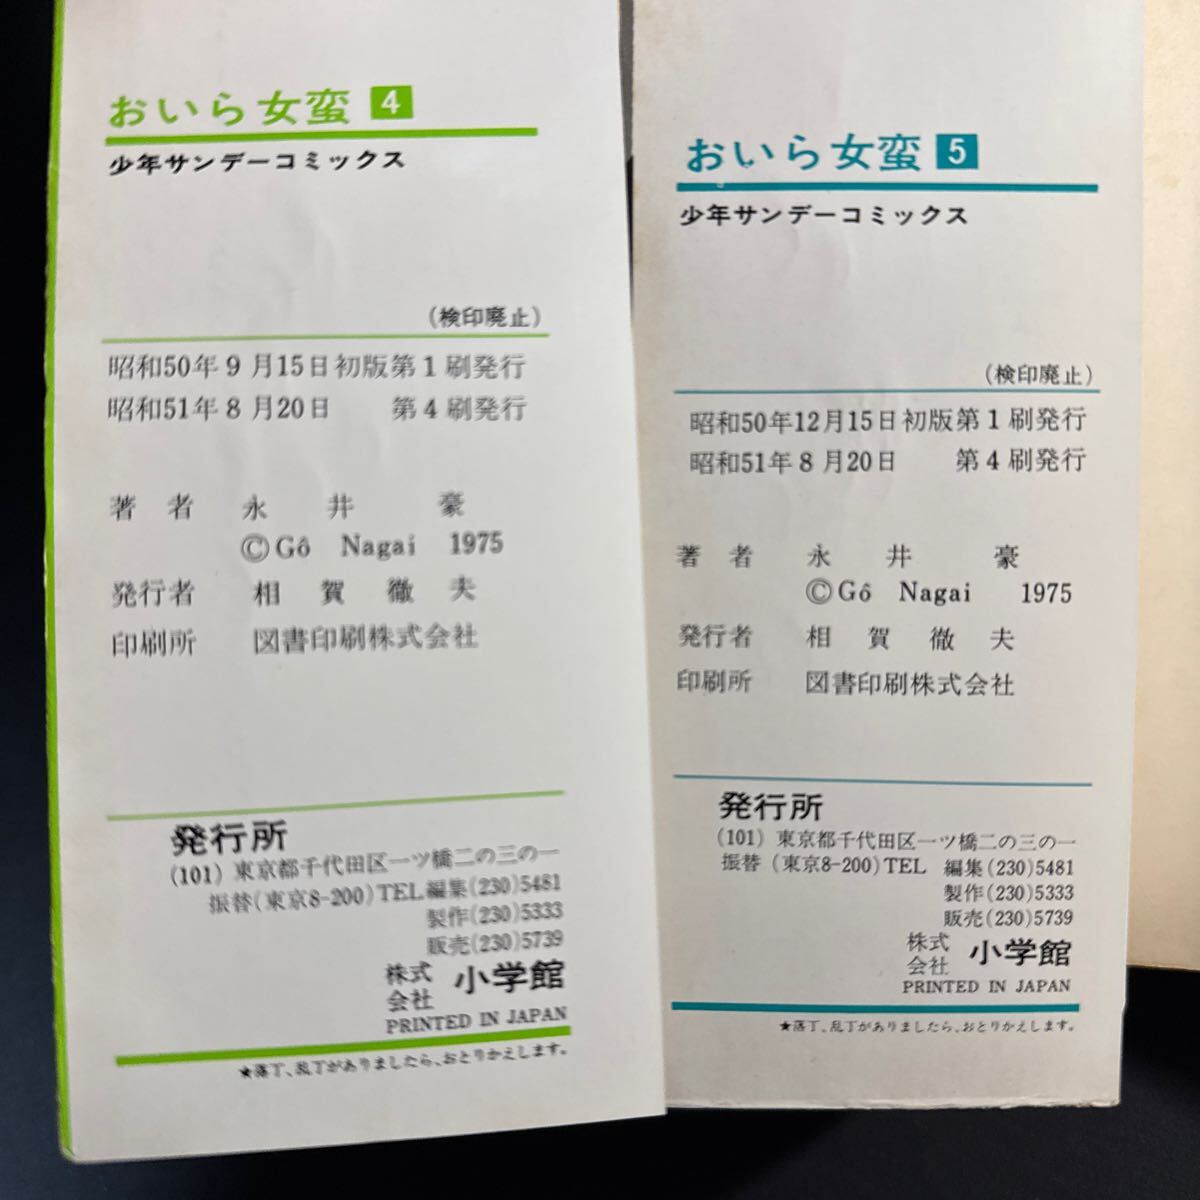 おいら女蛮 4
少年サンデーコミックス
(検印廃止)
昭和50年9月15日初版第1刷発行
昭和51年8月20日 第4刷発行
著者 永井豪
©Gô Nagai 1975
発行者 相賀徹夫
印刷所 図書印刷株式会社
発行所
(101) 東京都千代田区一ツ橋二の三の一
振替(東京8-200)TEL編集(230)5481
製作(230)5333
販売(230)5739
株式会社 小学館
PRINTED IN JAPAN
★落丁、乱丁がありましたら、おとりかえします。
おいら女蛮 5
少年サンデーコミックス
(検印廃止)
昭和50年12月15日初版第1刷発行
昭和51年8月20日 第4刷発行
著者 永井豪
©Gô Nagai 1975
発行者 相賀徹夫
印刷所 図書印刷株式会社
発行所
(101) 東京都千代田区一ツ橋二の三の一
振替(東京8-200)TEL 編集(230)5481
製作(230)5333
販売(230)5739
株式会社 小学館
PRINTED IN JAPAN
★落丁、乱丁がありましたら、おとりかえします。